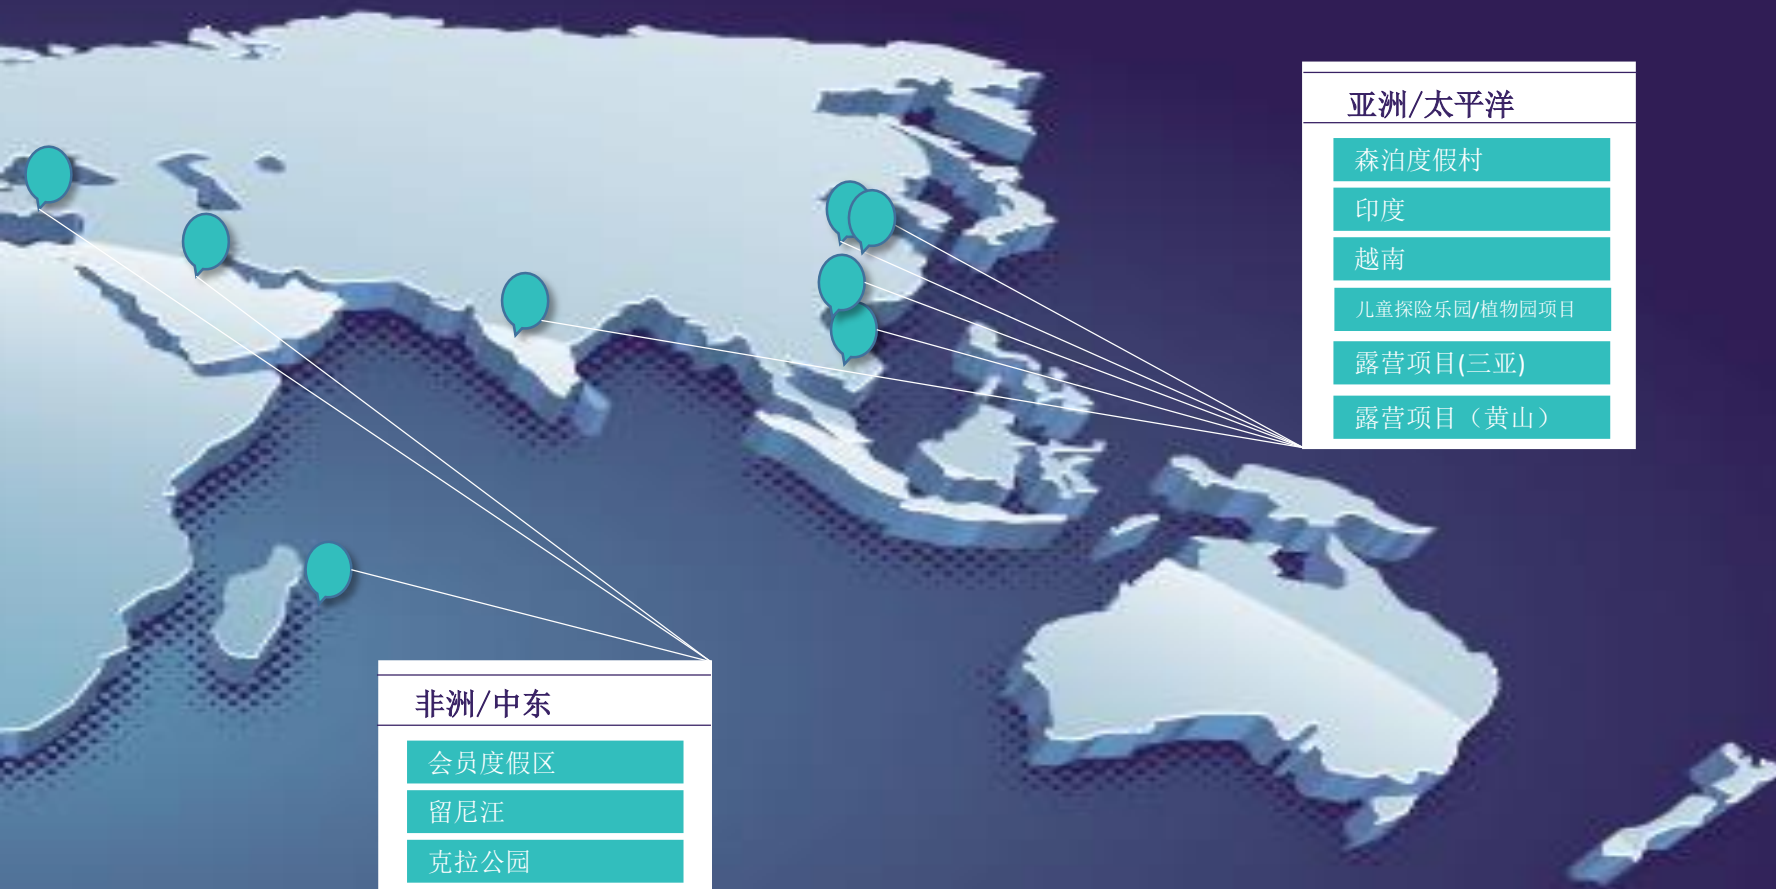 亚洲/太平洋
森泊度假村
印度
越南
儿童探险乐园/植物园项目
露营项目(三亚)
露营项目（黄山）
非洲/中东
会员度假区
留尼汪
克拉公园